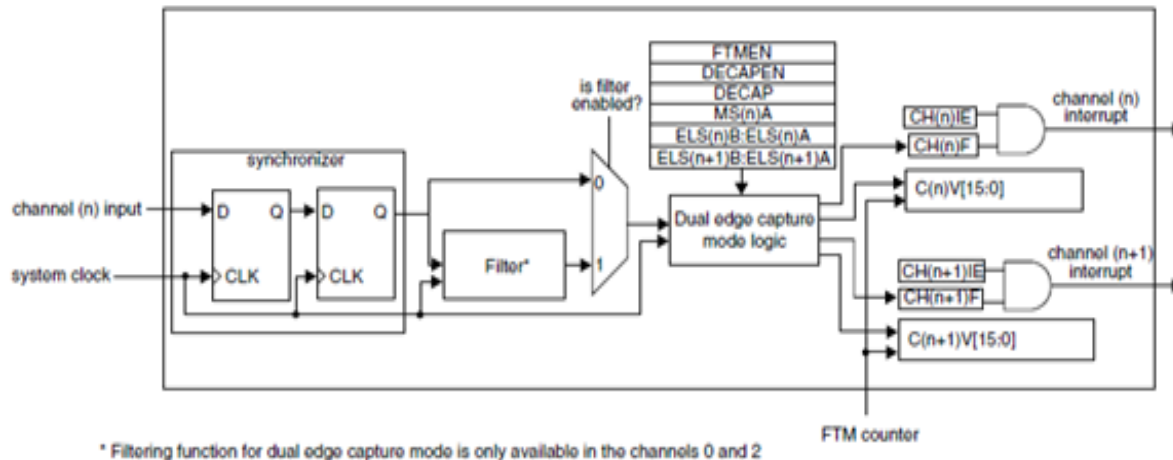 FTMEN
DECAPEN
DECAP
MS(n)A
ELS(n)B:ELS(n)A
ELS(n+1)B:ELS(n+1)A
is filter
enabled?
synchronizer
channel (n) input
D
Q
D
Q
system clock
CLK
CLK
Filter*
0
1
Dual edge capture
mode logic
CH(n)IE
CH(n)F
channel (n)
interrupt
C(n)V[15:0]
CH(n+1)IE
CH(n+1)F
channel (n+1)
interrupt
C(n+1)V[15:0]
FTM counter
* Filtering function for dual edge capture mode is only available in the channels 0 and 2